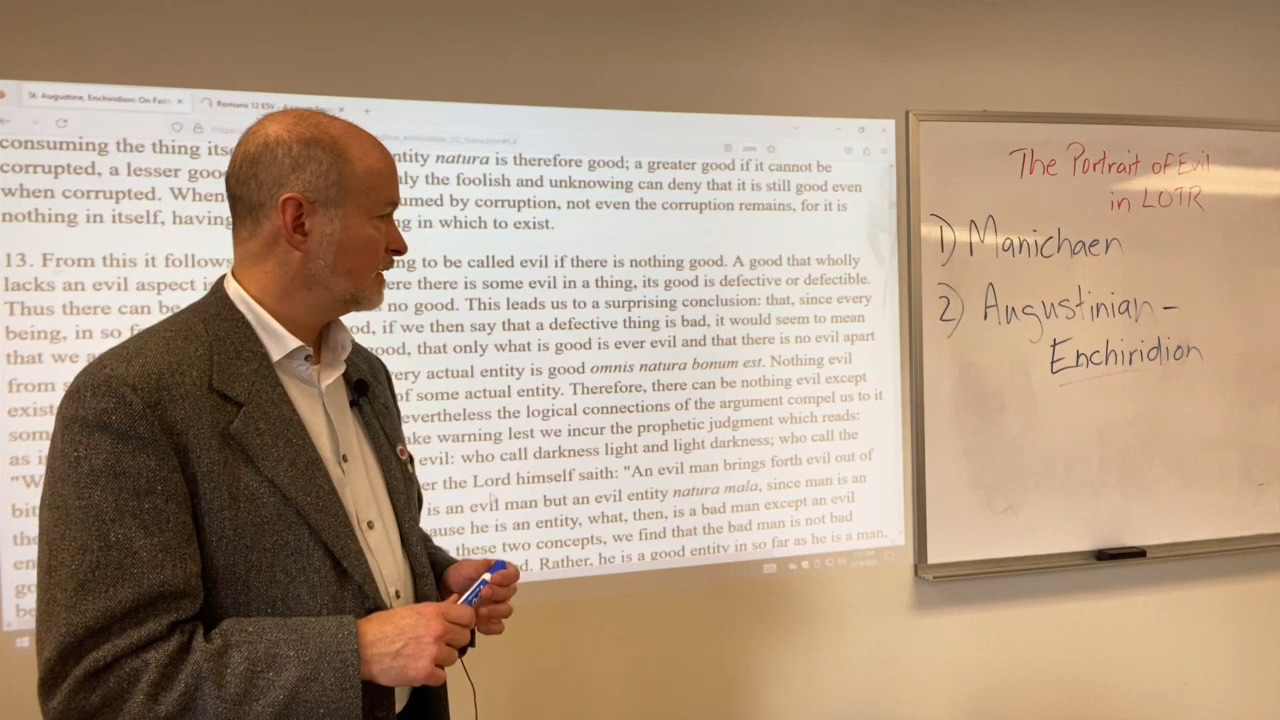 St. Augustine, Enchiridion: On Faith × Romans 12 ESV × +
consuming the thing its ntity natura is therefore good; a greater good if it cannot be
corrupted, a lesser good ly the foolish and unknowing can deny that it is still good even
when corrupted. When umed by corruption, not even the corruption remains, for it is
nothing in itself, having ng in which to exist.
13. From this it follows ng to be called evil if there is nothing good. A good that wholly
lacks an evil aspect is ere there is some evil in a thing, its good is defective or defectible.
Thus there can be no good. This leads us to a surprising conclusion: that, since every
being, in so f od, if we then say that a defective thing is bad, it would seem to mean
that we a good, that only what is good is ever evil and that there is no evil apart
from s ery actual entity is good omnis natura bonum est. Nothing evil
exist of some actual entity. Therefore, there can be nothing evil except
som evertheless the logical connections of the argument compel us to it
as i ake warning lest we incur the prophetic judgment which reads:
"W evil: who call darkness light and light darkness; who call the
bit er the Lord himself saith: "An evil man brings forth evil out of
the is an evil man but an evil entity natura mala, since man is an
en ause he is an entity, what, then, is a bad man except an evil
go these two concepts, we find that the bad man is not bad
be d. Rather, he is a good entity in so far as he is a man,
The Portrait of Evil
in LOTR
1) Manichaen
2) Augustinian -
Enchiridion